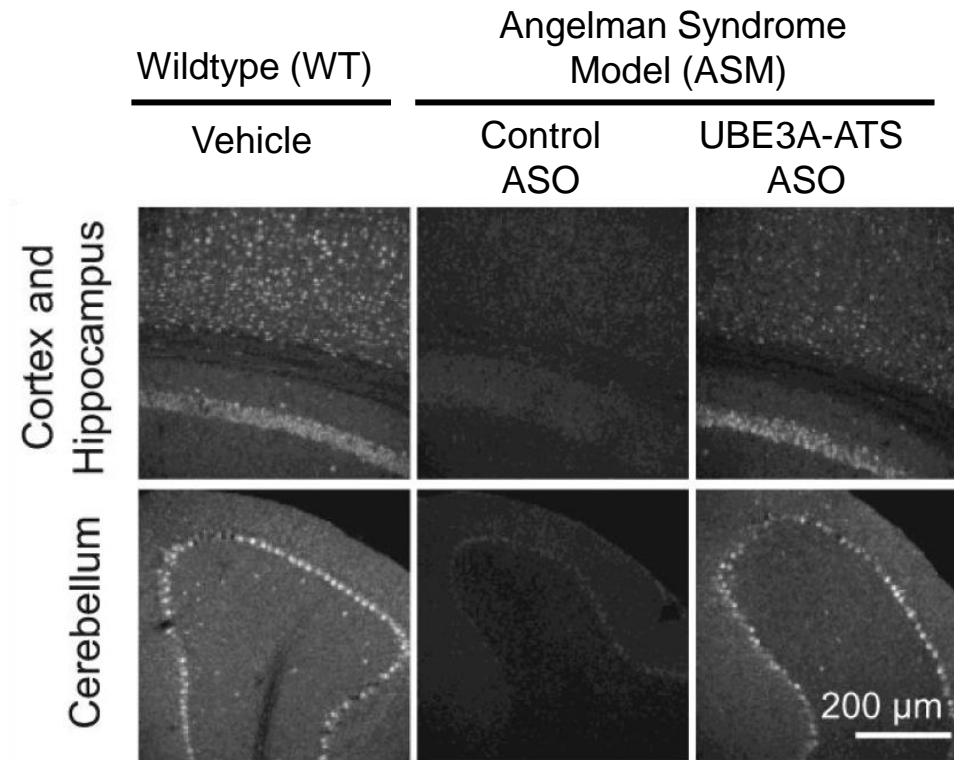 Wildtype (WT)
Angelman Syndrome
Model (ASM)
Vehicle
Control
ASO
UBE3A-ATS
ASO
Cortex and
Hippocampus
Cerebellum
200 µm